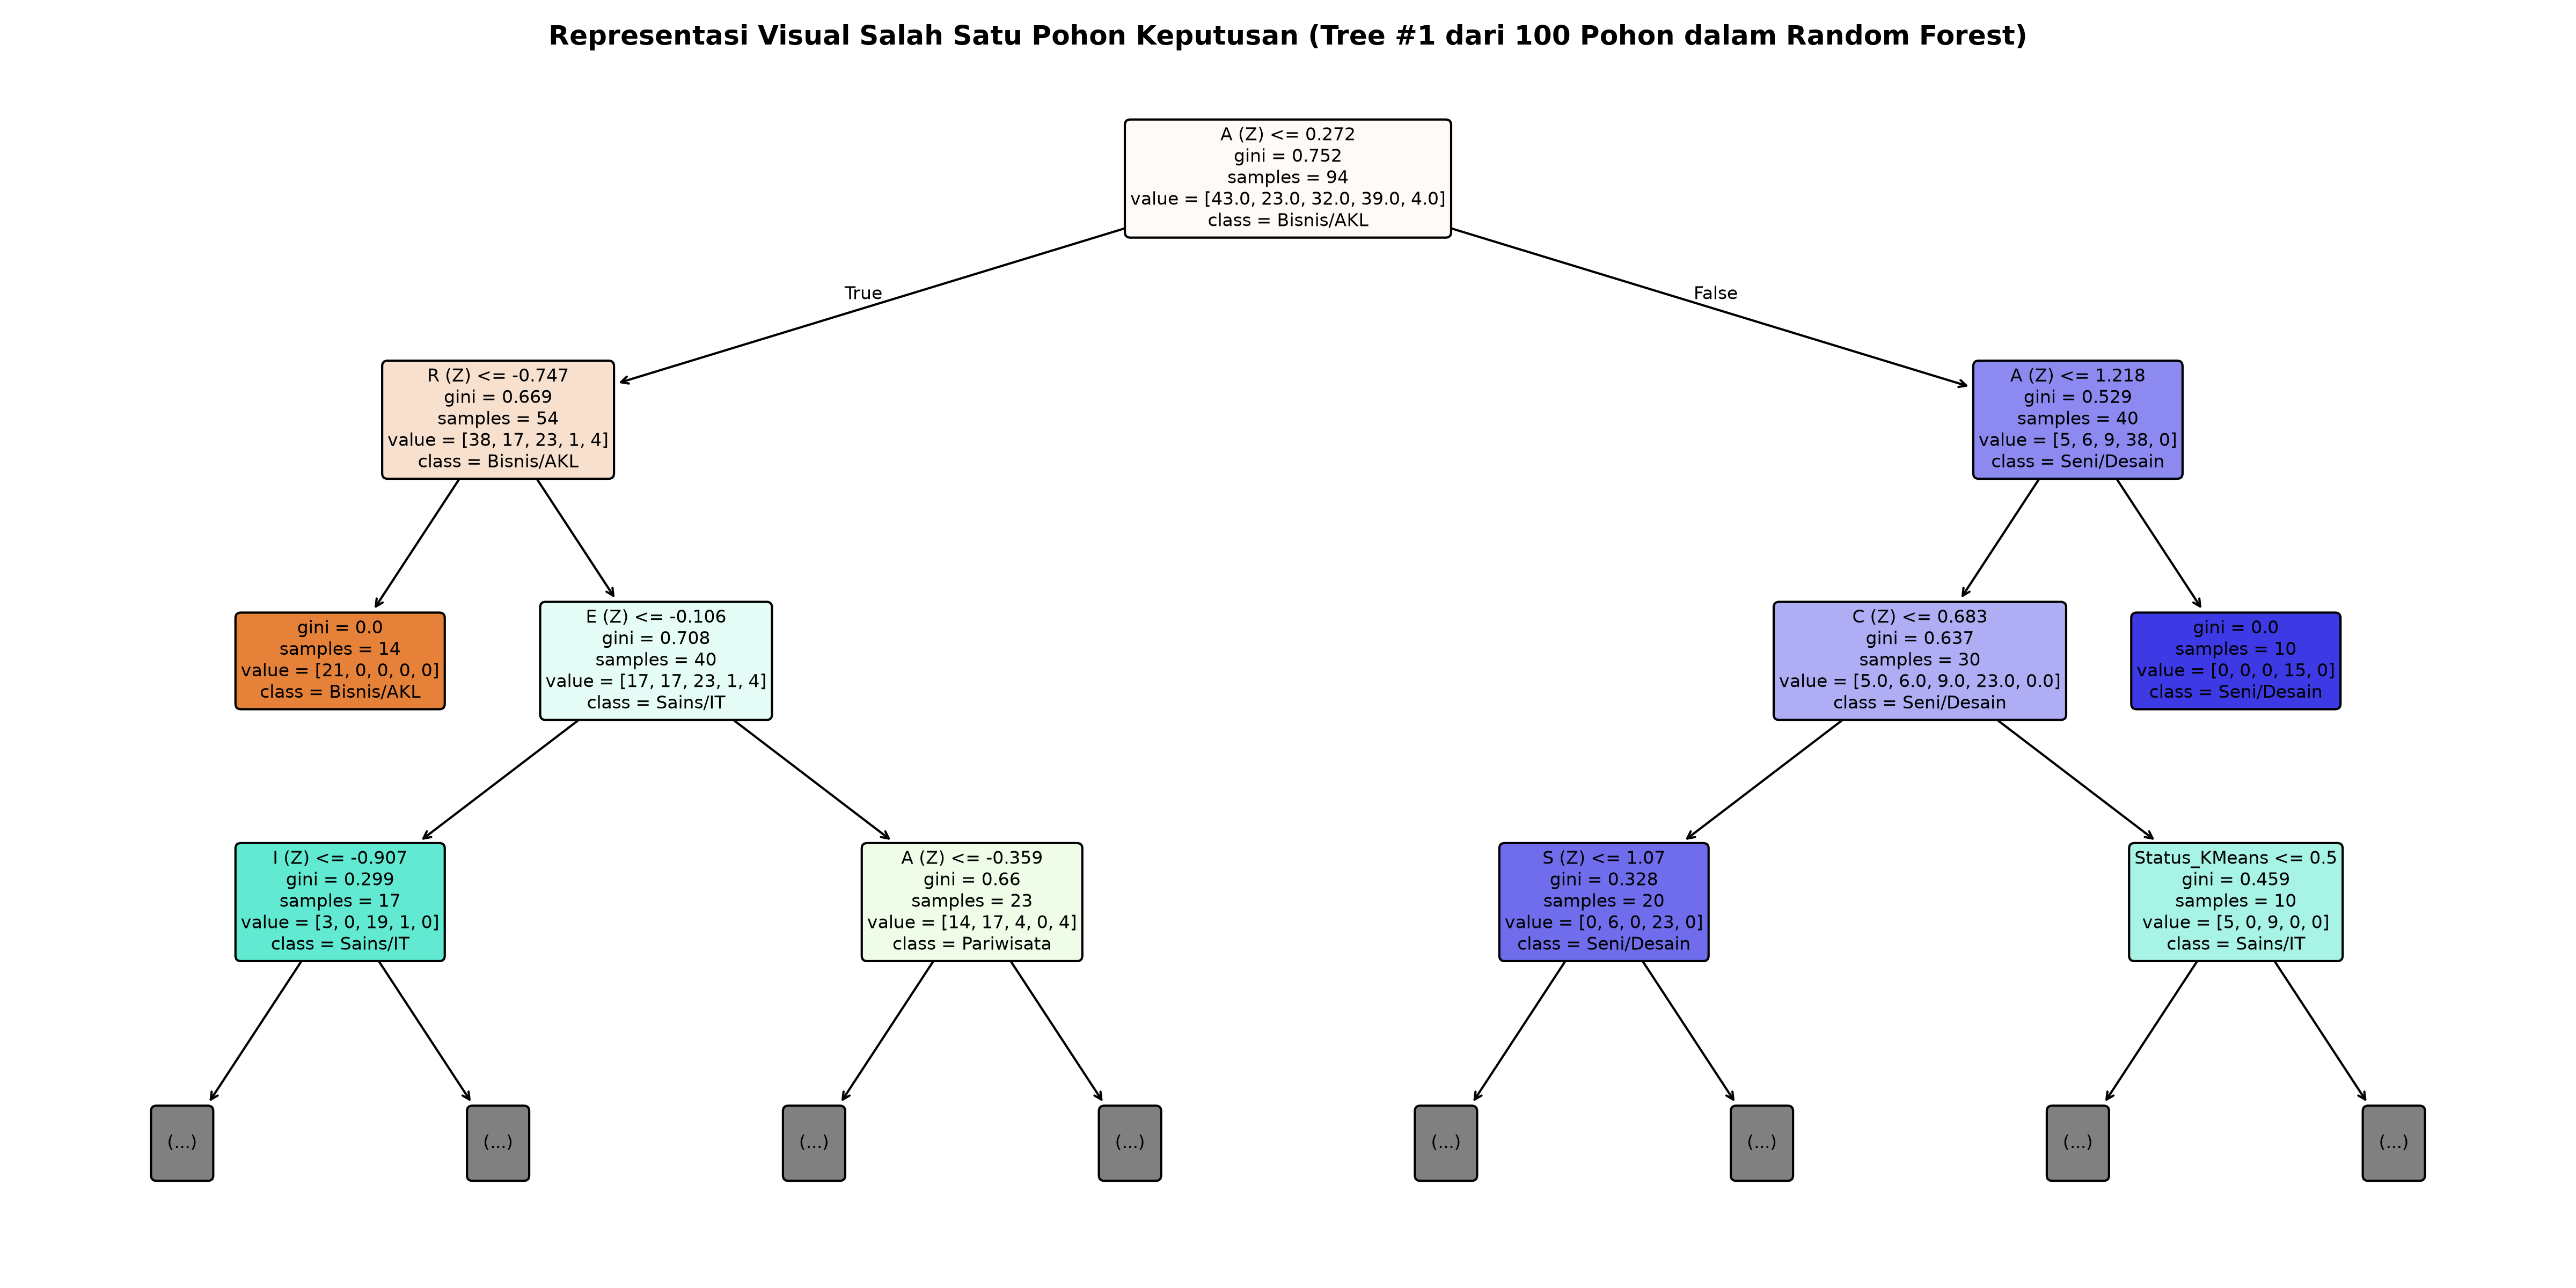 Representasi Visual Salah Satu Pohon Keputusan (Tree #1 dari 100 Pohon dalam Random Forest)
A (Z) <= 0.272
gini = 0.752
samples = 94
value = [43.0, 23.0, 32.0, 39.0, 4.0]
class = Bisnis/AKL
True
False
R (Z) <= -0.747
gini = 0.669
samples = 54
value = [38, 17, 23, 1, 4]
class = Bisnis/AKL
A (Z) <= 1.218
gini = 0.529
samples = 40
value = [5, 6, 9, 38, 0]
class = Seni/Desain
gini = 0.0
samples = 14
value = [21, 0, 0, 0, 0]
class = Bisnis/AKL
E (Z) <= -0.106
gini = 0.708
samples = 40
value = [17, 17, 23, 1, 4]
class = Sains/IT
C (Z) <= 0.683
gini = 0.637
samples = 30
value = [5.0, 6.0, 9.0, 23.0, 0.0]
class = Seni/Desain
gini = 0.0
samples = 10
value = [0, 0, 0, 15, 0]
class = Seni/Desain
I (Z) <= -0.907
gini = 0.299
samples = 17
value = [3, 0, 19, 1, 0]
class = Sains/IT
A (Z) <= -0.359
gini = 0.66
samples = 23
value = [14, 17, 4, 0, 4]
class = Pariwisata
S (Z) <= 1.07
gini = 0.328
samples = 20
value = [0, 6, 0, 23, 0]
class = Seni/Desain
Status_KMeans <= 0.5
gini = 0.459
samples = 10
value = [5, 0, 9, 0, 0]
class = Sains/IT
(...)
(...)
(...)
(...)
(...)
(...)
(...)
(...)